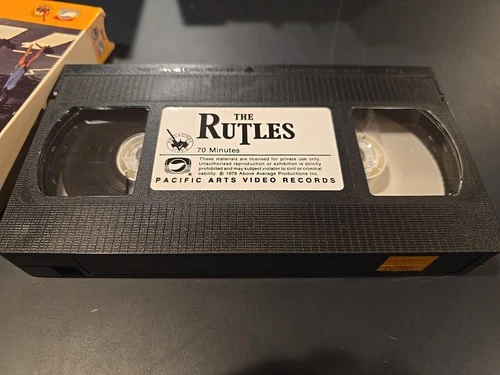 THE
RUTLES
70 Minutes
These materials are licensed for private use only.
Unauthorized reproduction or exhibition is strictly
prohibited and may subject violator to civil or criminal
liability. © 1978 Above Average Productions Inc.
PACIFIC ARTS VIDEO RECORDS